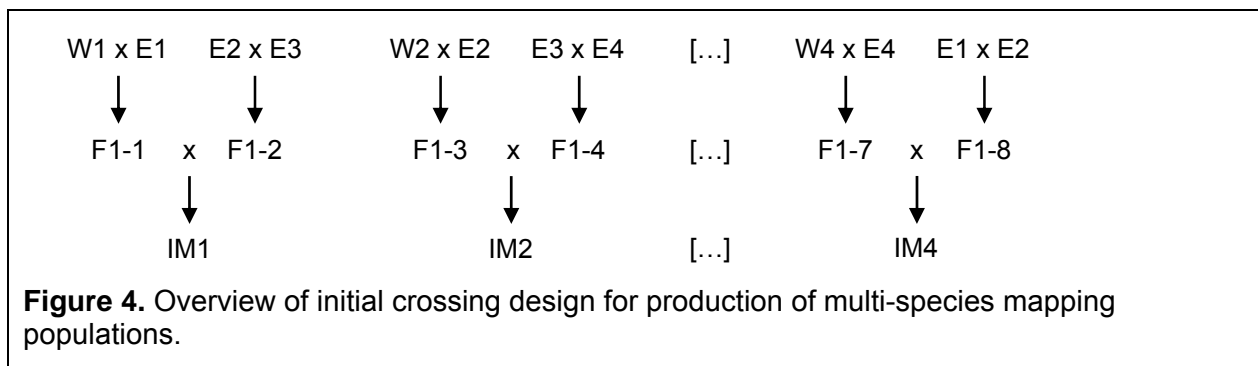 W1 x E1 E2 x E3 W2 x E2 E3 x E4 […] W4 x E4 E1 x E2
F1-1 x F1-2 F1-3 x F1-4 […] F1-7 x F1-8
IM1 IM2 […] IM4
Figure 4. Overview of initial crossing design for production of multi-species mapping
populations.